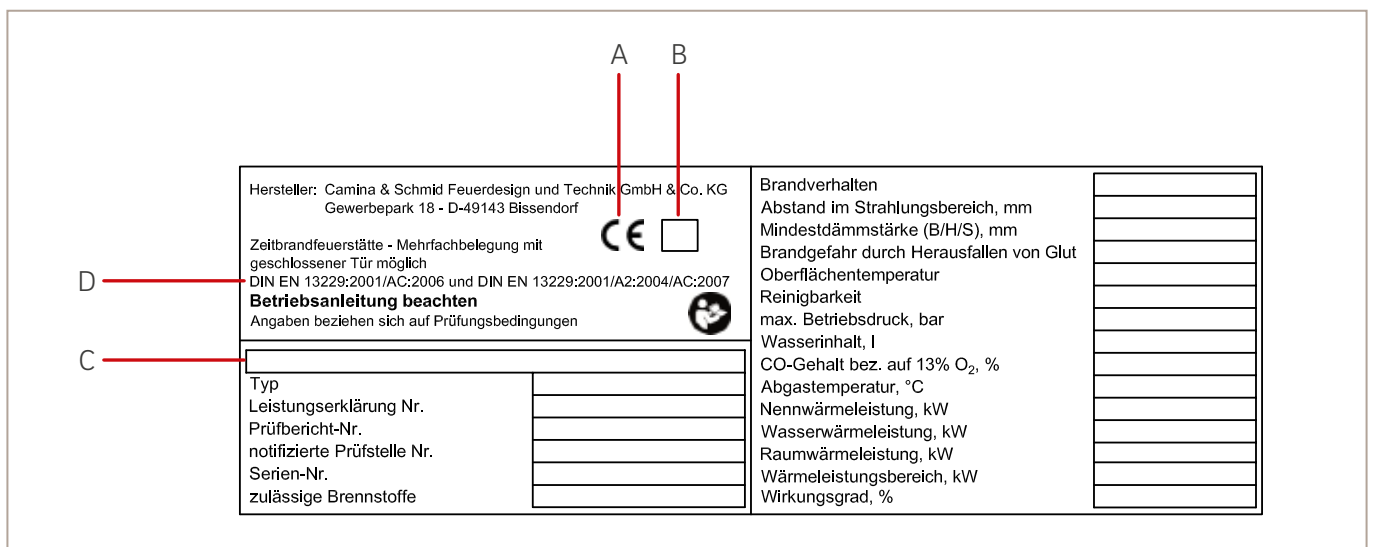 A B
Hersteller: Camina & Schmid Feuerdesign und Technik GmbH & Co. KG
Gewerbepark 18 - D-49143 Bissendorf
CE
Zeitbrandfeuerstätte - Mehrfachbelegung mit
geschlossener Tür möglich
D
DIN EN 13229:2001/AC:2006 und DIN EN 13229:2001/A2:2004/AC:2007
Betriebsanleitung beachten
Angaben beziehen sich auf Prüfungsbedingungen
C
Typ
Leistungserklärung Nr.
Prüfbericht-Nr.
notifizierte Prüfstelle Nr.
Serien-Nr.
zulässige Brennstoffe
Brandverhalten
Abstand im Strahlungsbereich, mm
Mindestdämmstärke (B/H/S), mm
Brandgefahr durch Herausfallen von Glut
Oberflächentemperatur
Reinigbarkeit
max. Betriebsdruck, bar
Wasserinhalt, l
CO-Gehalt bez. auf 13% O₂, %
Abgastemperatur, °C
Nennwärmeleistung, kW
Wasserwärmeleistung, kW
Raumwärmeleistung, kW
Wärmeleistungsbereich, kW
Wirkungsgrad, %